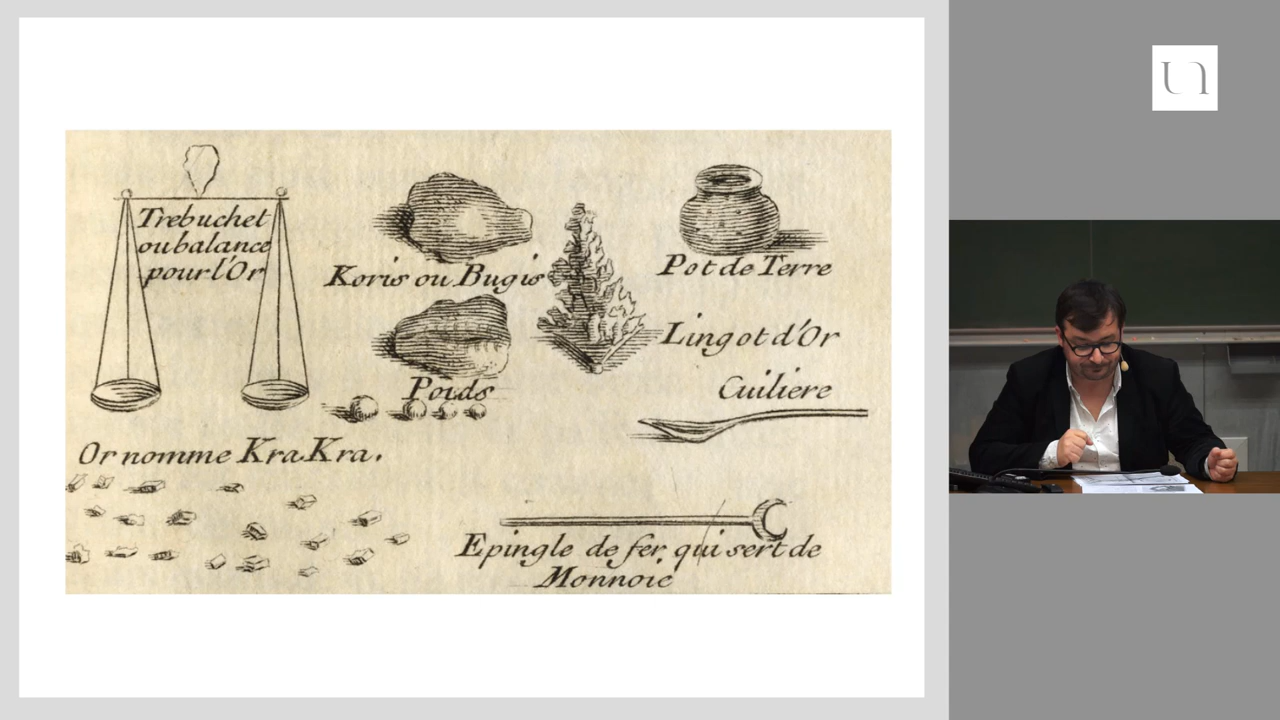 Trebuchet
ou balance
pour l'Or
Koris ou Bugis
Pot de Terre
Lingot d'Or
Poids
Cuiliere
Or nomme KraKra.
Epingle de fer qui sert de
Monnoie